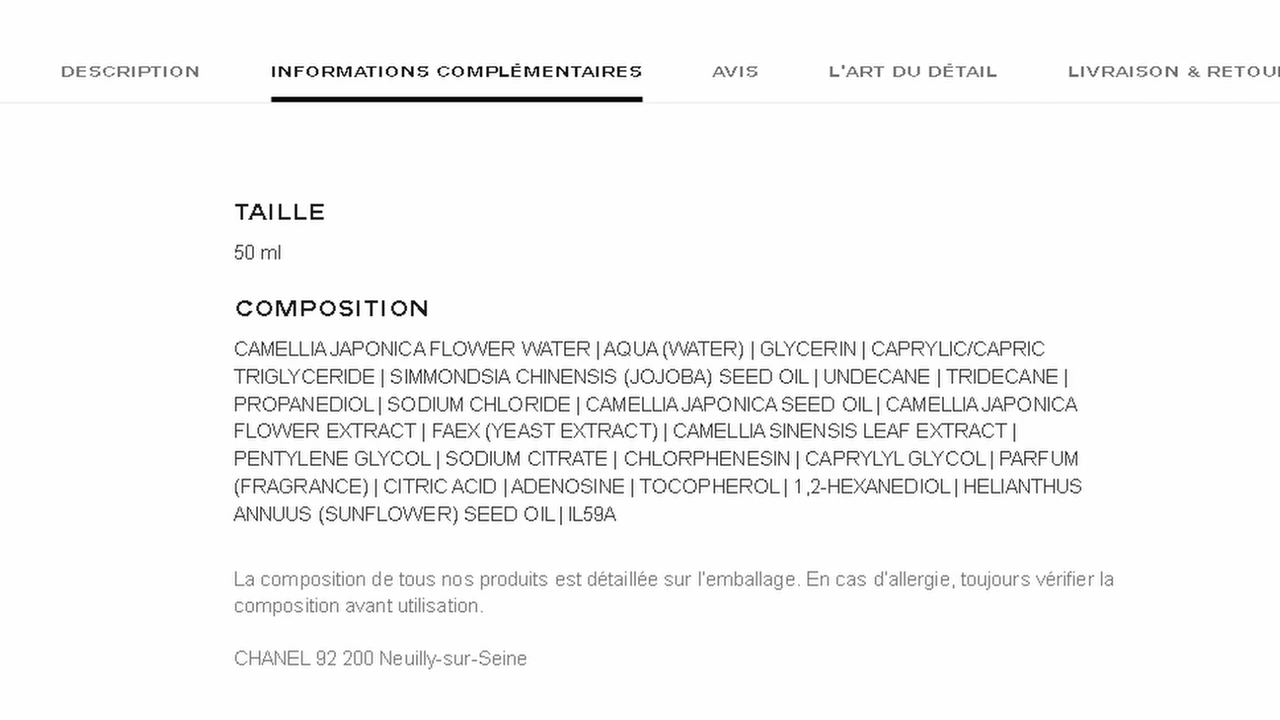 DESCRIPTION INFORMATIONS COMPLÉMENTAIRES AVIS L'ART DU DÉTAIL LIVRAISON & RETOU
TAILLE
50 ml
COMPOSITION
CAMELLIA JAPONICA FLOWER WATER | AQUA (WATER) | GLYCERIN | CAPRYLIC/CAPRIC
TRIGLYCERIDE | SIMMONDSIA CHINENSIS (JOJOBA) SEED OIL | UNDECANE | TRIDECANE |
PROPANEDIOL | SODIUM CHLORIDE | CAMELLIA JAPONICA SEED OIL | CAMELLIA JAPONICA
FLOWER EXTRACT | FAEX (YEAST EXTRACT) | CAMELLIA SINENSIS LEAF EXTRACT |
PENTYLENE GLYCOL | SODIUM CITRATE | CHLORPHENESIN | CAPRYLYL GLYCOL | PARFUM
(FRAGRANCE) | CITRIC ACID | ADENOSINE | TOCOPHEROL | 1,2-HEXANEDIOL | HELIANTHUS
ANNUUS (SUNFLOWER) SEED OIL | IL59A
La composition de tous nos produits est détaillée sur l'emballage. En cas d'allergie, toujours vérifier la
composition avant utilisation.
CHANEL 92 200 Neuilly-sur-Seine